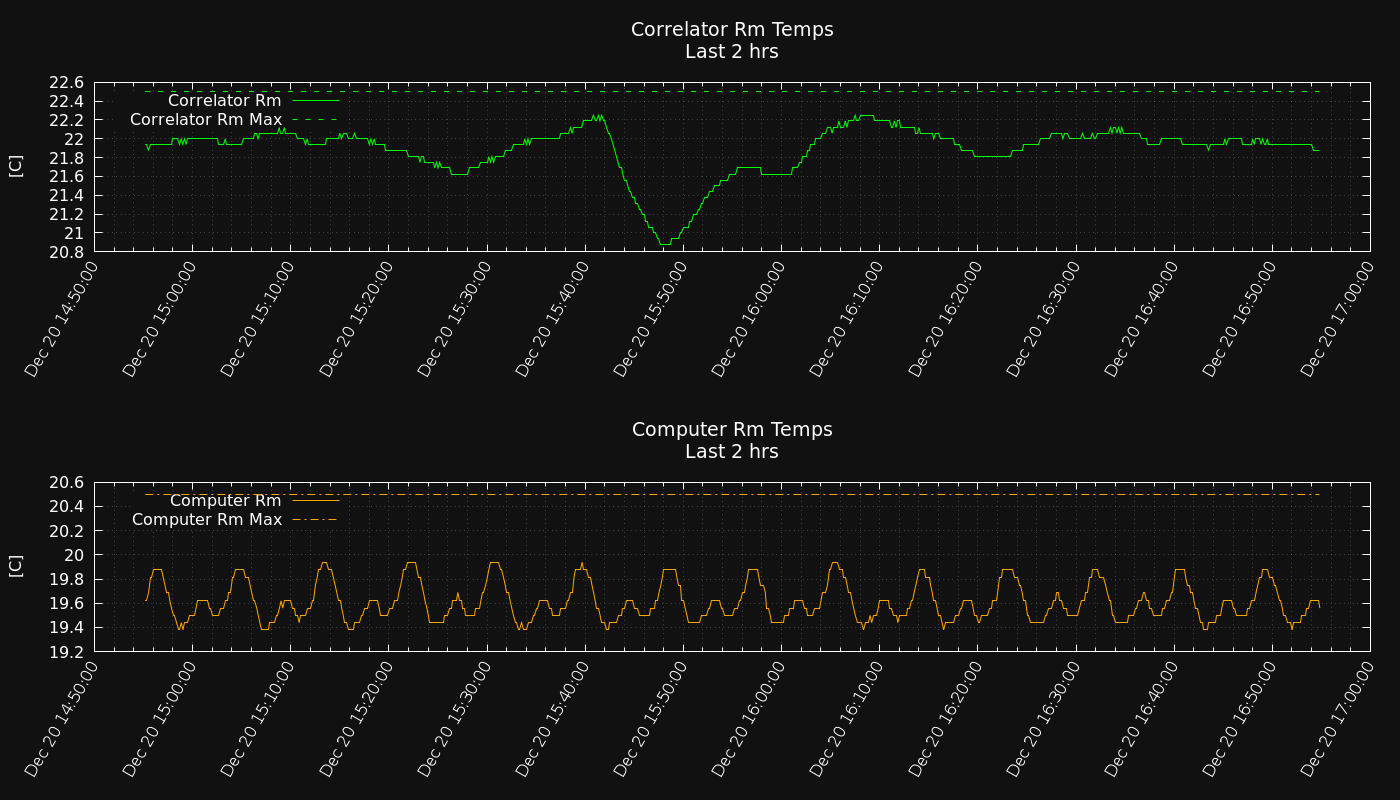 Correlator Rm Temps
Last 2 hrs
22.6
22.4
22.2
22
21.8
21.6
21.4
21.2
21
20.8
[C]
Correlator Rm
Correlator Rm Max
Dec 20 14:50:00
Dec 20 15:00:00
Dec 20 15:10:00
Dec 20 15:20:00
Dec 20 15:30:00
Dec 20 15:40:00
Dec 20 15:50:00
Dec 20 16:00:00
Dec 20 16:10:00
Dec 20 16:20:00
Dec 20 16:30:00
Dec 20 16:40:00
Dec 20 16:50:00
Dec 20 17:00:00
Computer Rm Temps
Last 2 hrs
20.6
20.4
20.2
20
19.8
19.6
19.4
19.2
[C]
Computer Rm
Computer Rm Max
Dec 20 14:50:00
Dec 20 15:00:00
Dec 20 15:10:00
Dec 20 15:20:00
Dec 20 15:30:00
Dec 20 15:40:00
Dec 20 15:50:00
Dec 20 16:00:00
Dec 20 16:10:00
Dec 20 16:20:00
Dec 20 16:30:00
Dec 20 16:40:00
Dec 20 16:50:00
Dec 20 17:00:00